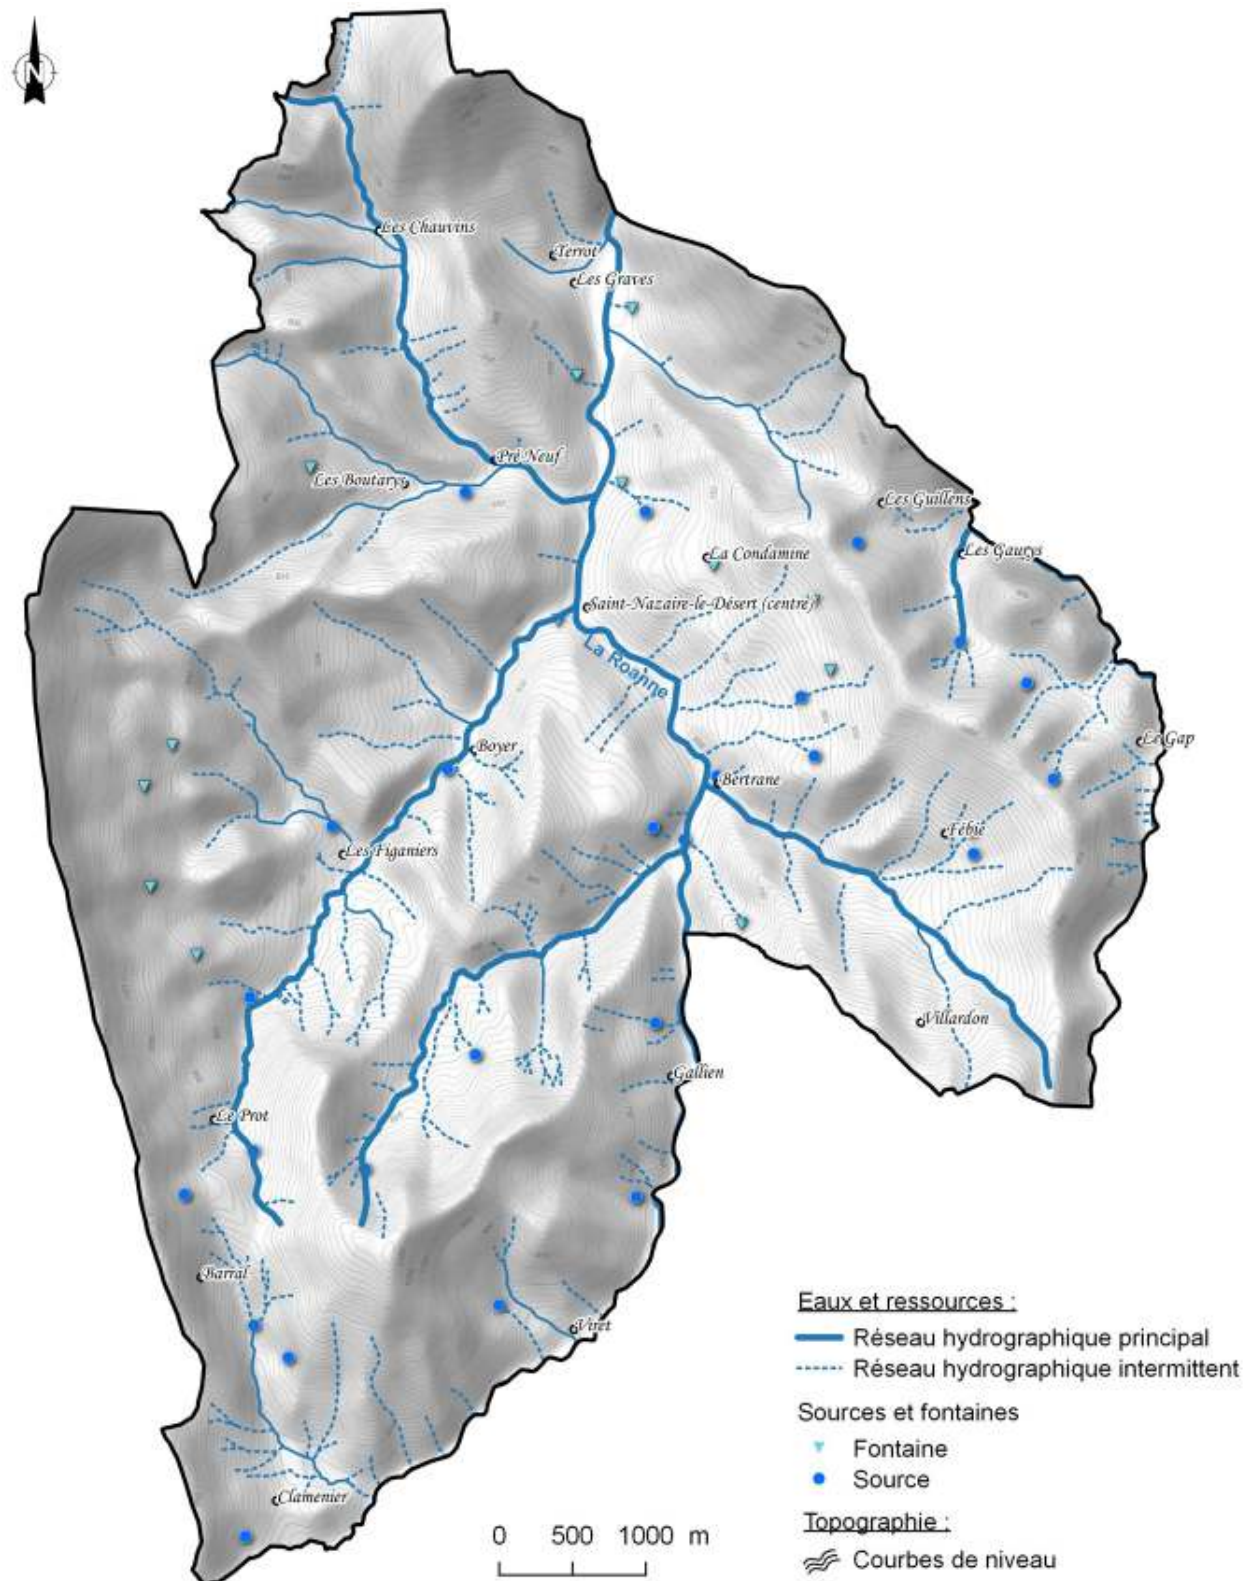 N
Les Chauvins
Terrot
Les Graves
Pré Neuf
Les Boutarys
Les Guillens
La Condamine
Les Gaurys
Saint-Nazaire-le-Désert (centre)
La Roanne
Le Gap
Boyer
Bertrane
Fébie
Les Figaniers
Villardon
Gallien
Le Prot
Barral
Viret
Clamenier
Eaux et ressources :
Réseau hydrographique principal
Réseau hydrographique intermittent
Sources et fontaines
Fontaine
Source
Topographie :
Courbes de niveau
0 500 1000 m